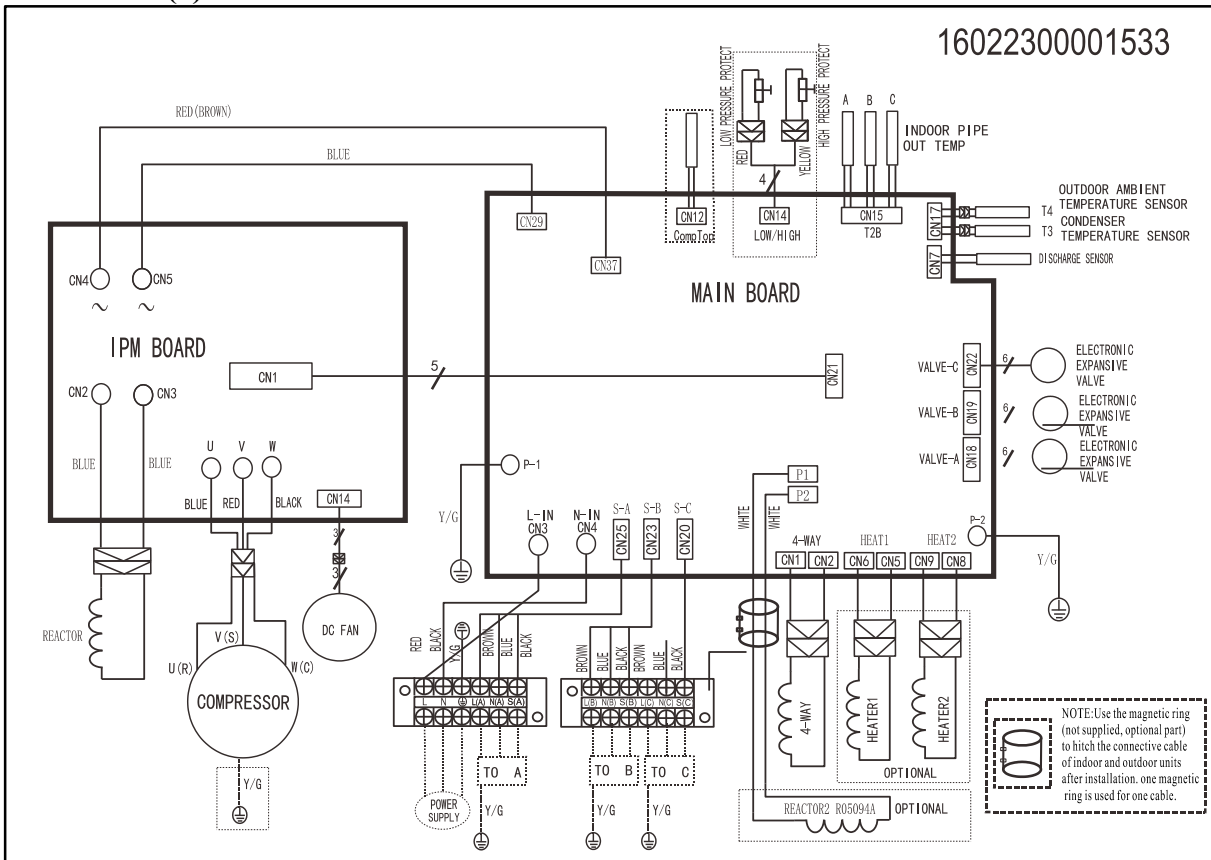 16022300001533
LOW PRESSURE PROTECT
HIGH PRESSURE PROTECT
RED
YELLOW
4
A
B
C
INDOOR PIPE
OUT TEMP
RED(BROWN)
BLUE
CN12
CompTop
CN14
LOW/HIGH
CN15
T2B
CN17
T4
OUTDOOR AMBIENT
TEMPERATURE SENSOR
T3
CONDENSER
TEMPERATURE SENSOR
CN7
DISCHARGE SENSOR
CN29
CN37
MAIN BOARD
CN4
CN5
~
~
IPM BOARD
CN1
5
CN21
CN2
CN3
VALVE-C
CN22
6
ELECTRONIC
EXPANSIVE
VALVE
VALVE-B
CN19
6
ELECTRONIC
EXPANSIVE
VALVE
VALVE-A
CN18
6
ELECTRONIC
EXPANSIVE
VALVE
BLUE
BLUE
U
V
W
BLUE
RED
BLACK
CN14
3
3
DC FAN
P-1
Y/G
P1
P2
WHITE
WHITE
L-IN
CN3
N-IN
CN4
S-A
CN25
S-B
CN23
S-C
CN20
4-WAY
CN1
CN2
HEAT1
CN6
CN5
HEAT2
CN9
CN8
P-2
Y/G
REACTOR
V(S)
U(R)
W(C)
COMPRESSOR
Y/G
RED
BLACK
Y/G
BROWN
BLUE
BLACK
L
N
L(A)
N(A)
S(A)
BROWN
BLUE
BLACK
BROWN
BLUE
BLACK
L(B)
N(B)
S(B)
L(C)
N(C)
S(C)
POWER
SUPPLY
TO A
Y/G
TO B
Y/G
TO C
Y/G
4-WAY
HEATER1
HEATER2
OPTIONAL
REACTOR2 R05094A
OPTIONAL
NOTE:Use the magnetic ring
(not supplied, optional part)
to hitch the connective cable
of indoor and outdoor units
after installation. one magnetic
ring is used for one cable.